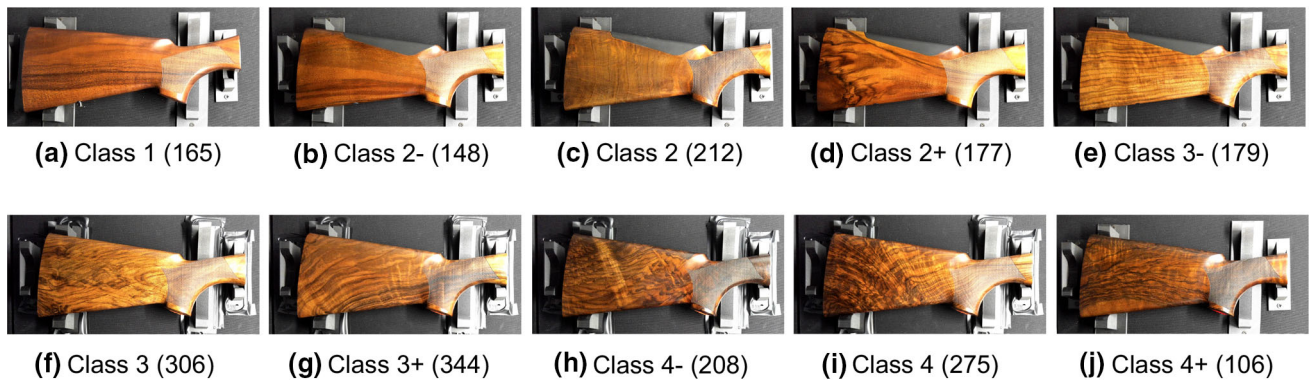 (a) Class 1 (165)
(b) Class 2- (148)
(c) Class 2 (212)
(d) Class 2+ (177)
(e) Class 3- (179)
(f) Class 3 (306)
(g) Class 3+ (344)
(h) Class 4- (208)
(i) Class 4 (275)
(j) Class 4+ (106)